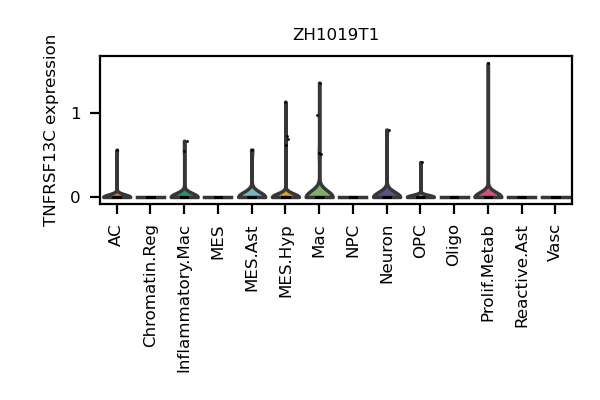 ZH1019T1
TNFRSF13C expression
1
0
AC
Chromatin.Reg
Inflammatory.Mac
MES
MES.Ast
MES.Hyp
Mac
NPC
Neuron
OPC
Oligo
Prolif.Metab
Reactive.Ast
Vasc